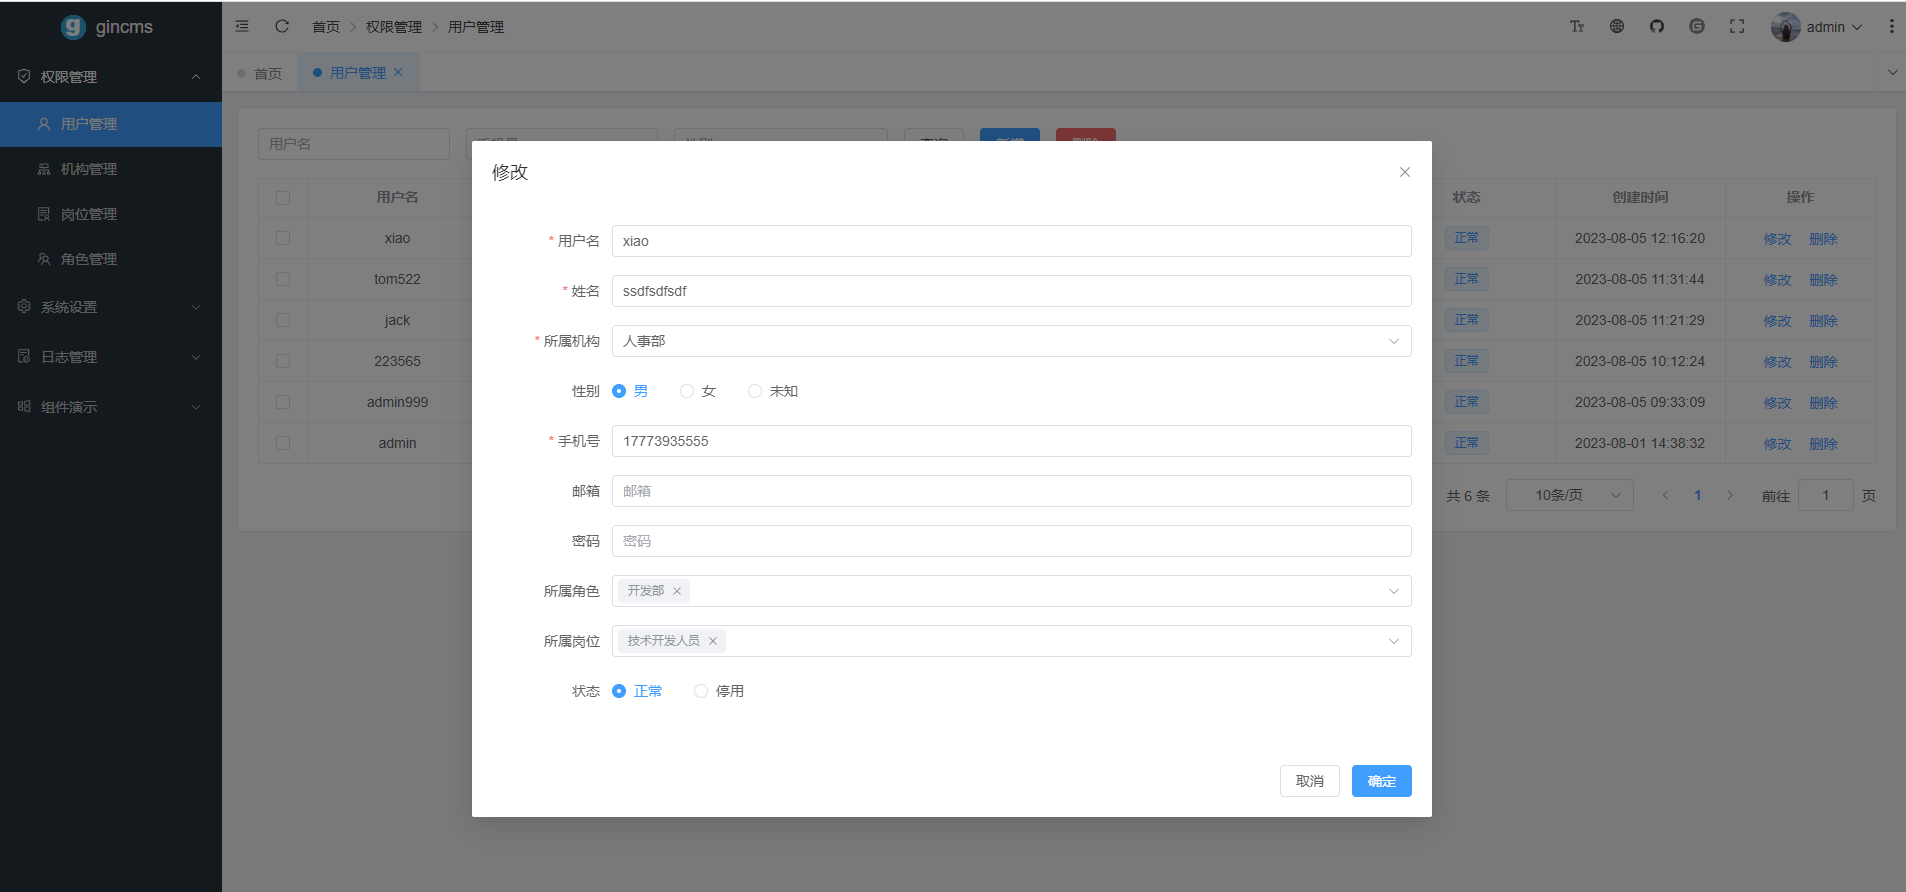 gincms
首页 权限管理 用户管理
admin
权限管理
用户管理
机构管理
岗位管理
角色管理
系统设置
日志管理
组件演示
首页 用户管理
用户名 手机号 性别 查询 新增 删除
用户名 状态 创建时间 操作
xiao 正常 2023-08-05 12:16:20 修改 删除
tom522 正常 2023-08-05 11:31:44 修改 删除
jack 正常 2023-08-05 11:21:29 修改 删除
223565 正常 2023-08-05 10:12:24 修改 删除
admin999 正常 2023-08-05 09:33:09 修改 删除
admin 正常 2023-08-01 14:38:32 修改 删除
共 6 条 10条/页 1 前往 1 页
修改
* 用户名 xiao
* 姓名 ssdfsdfsdf
* 所属机构 人事部
性别 男 女 未知
* 手机号 17773935555
邮箱 邮箱
密码 密码
所属角色 开发部
所属岗位 技术开发人员
状态 正常 停用
取消 确定